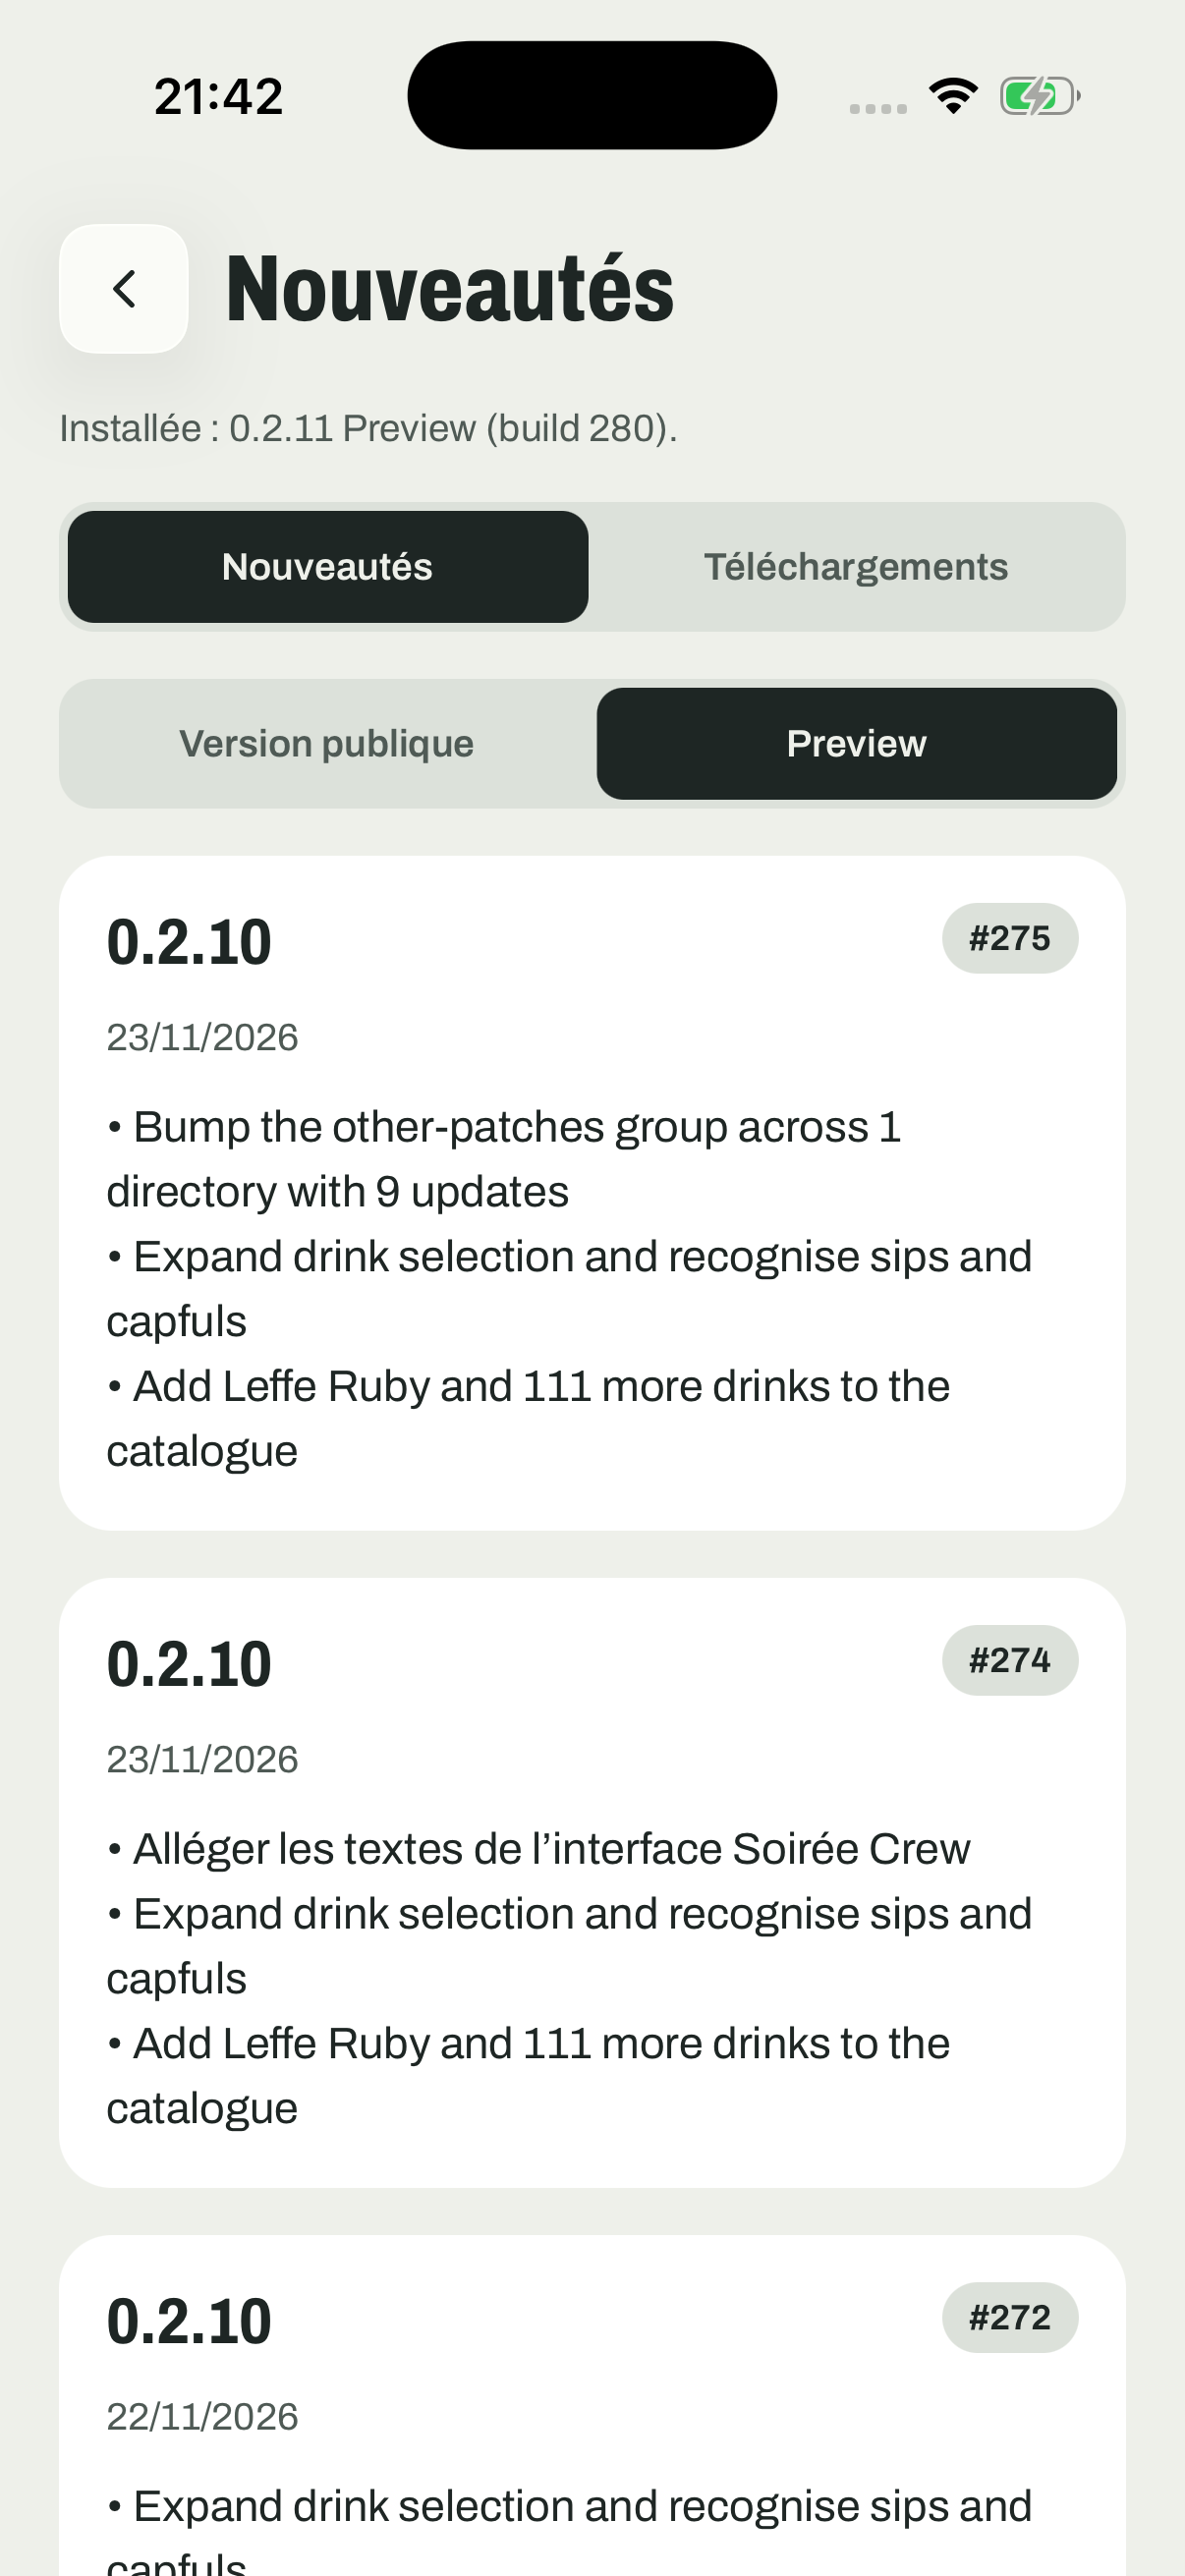 21:42
Nouveautés
Installée : 0.2.11 Preview (build 280).
Nouveautés
Téléchargements
Version publique
Preview
0.2.10
#275
23/11/2026
• Bump the other-patches group across 1
directory with 9 updates
• Expand drink selection and recognise sips and
capfuls
• Add Leffe Ruby and 111 more drinks to the
catalogue
0.2.10
#274
23/11/2026
• Alléger les textes de l’interface Soirée Crew
• Expand drink selection and recognise sips and
capfuls
• Add Leffe Ruby and 111 more drinks to the
catalogue
0.2.10
#272
22/11/2026
• Expand drink selection and recognise sips and
capfuls